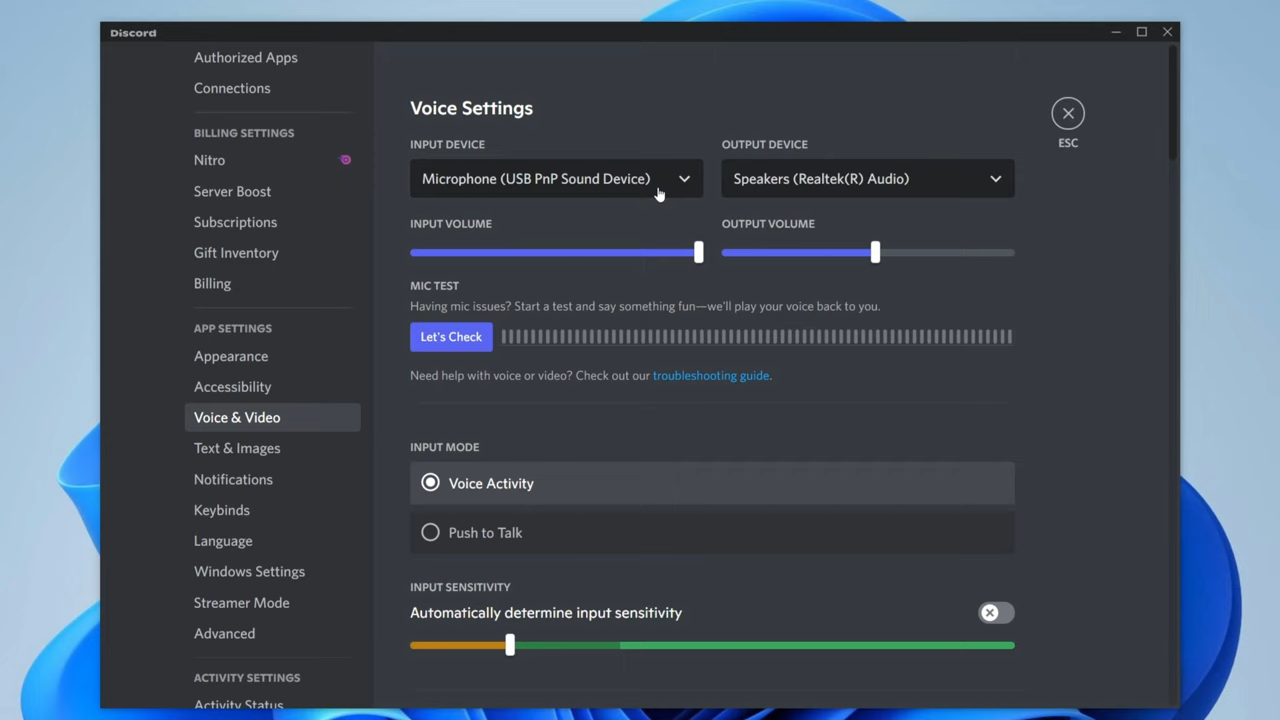 Discord
Authorized Apps
Connections
BILLING SETTINGS
Nitro
Server Boost
Subscriptions
Gift Inventory
Billing
APP SETTINGS
Appearance
Accessibility
Voice & Video
Text & Images
Notifications
Keybinds
Language
Windows Settings
Streamer Mode
Advanced
ACTIVITY SETTINGS
Activity Status
Voice Settings
ESC
INPUT DEVICE
OUTPUT DEVICE
Microphone (USB PnP Sound Device)
Speakers (Realtek(R) Audio)
INPUT VOLUME
OUTPUT VOLUME
MIC TEST
Having mic issues? Start a test and say something fun—we'll play your voice back to you.
Let's Check
Need help with voice or video? Check out our troubleshooting guide.
INPUT MODE
Voice Activity
Push to Talk
INPUT SENSITIVITY
Automatically determine input sensitivity